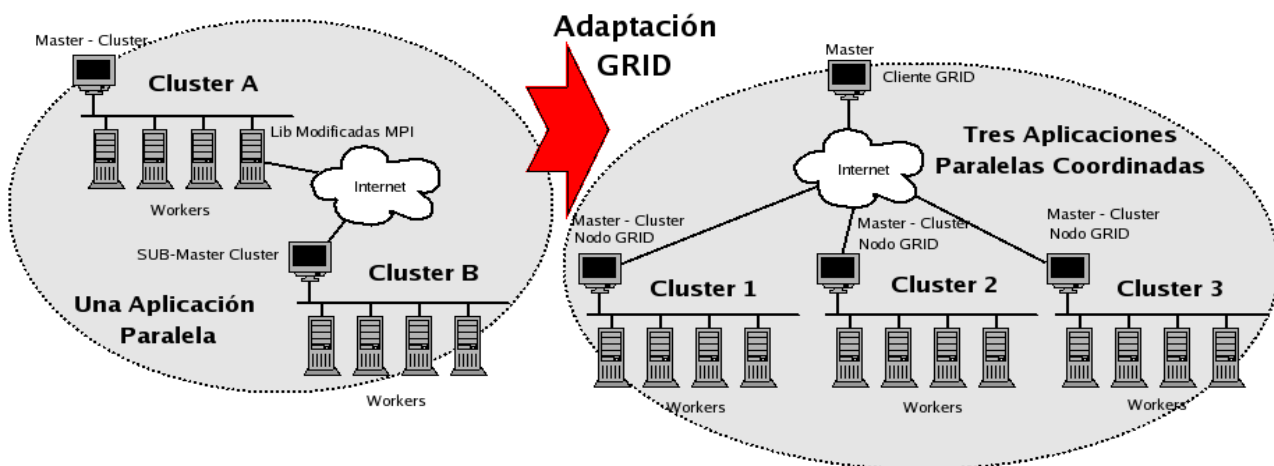 Master - Cluster
Cluster A
Lib Modificadas MPI
Internet
Workers
SUB-Master Cluster
Cluster B
Una Aplicación
Paralela
Workers
Adaptación
GRID
Master
Cliente GRID
Tres Aplicaciones
Paralelas Coordinadas
Internet
Master - Cluster
Nodo GRID
Master - Cluster
Nodo GRID
Master - Cluster
Nodo GRID
Cluster 1
Cluster 2
Cluster 3
Workers
Workers
Workers